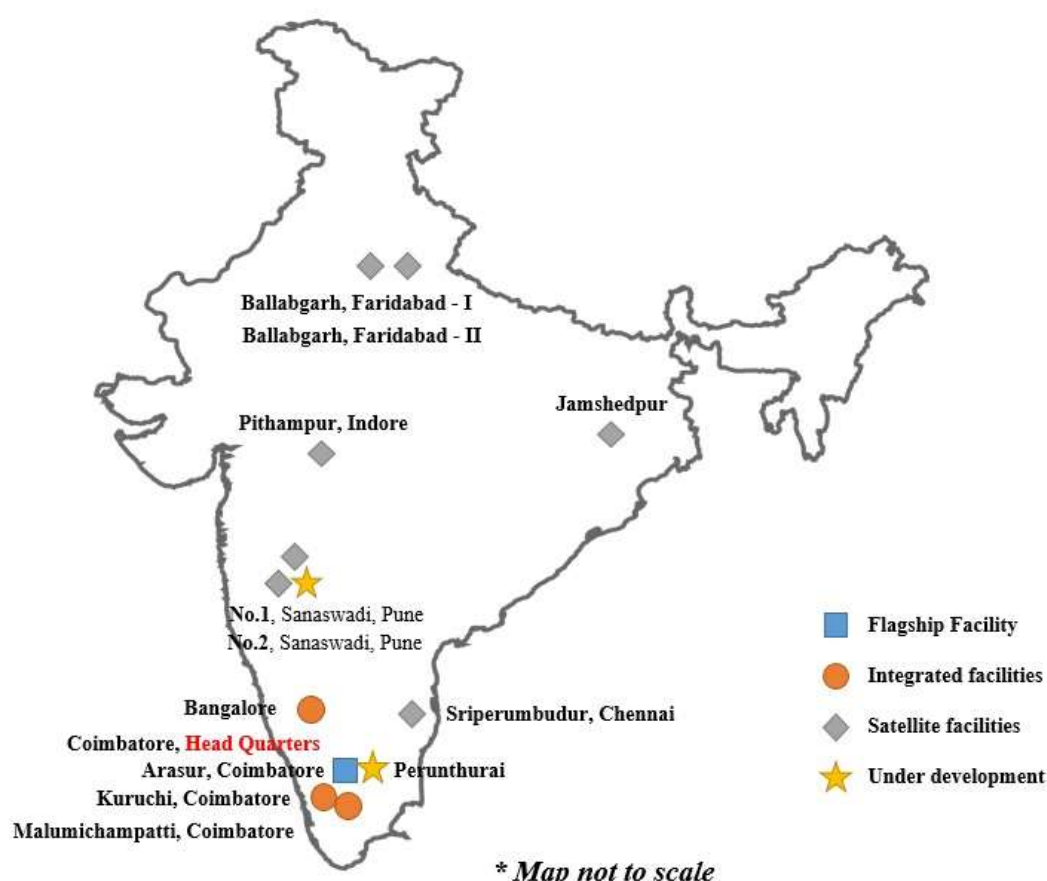 Ballabgarh, Faridabad - I
Ballabgarh, Faridabad - II
Jamshedpur
Pithampur, Indore
No.1, Sanaswadi, Pune
No.2, Sanaswadi, Pune
Flagship Facility
Integrated facilities
Bangalore
Sriperumbudur, Chennai
Satellite facilities
Coimbatore, Head Quarters
Arasur, Coimbatore
Perunthurai
Under development
Kuruchi, Coimbatore
Malumichampatti, Coimbatore
* Map not to scale